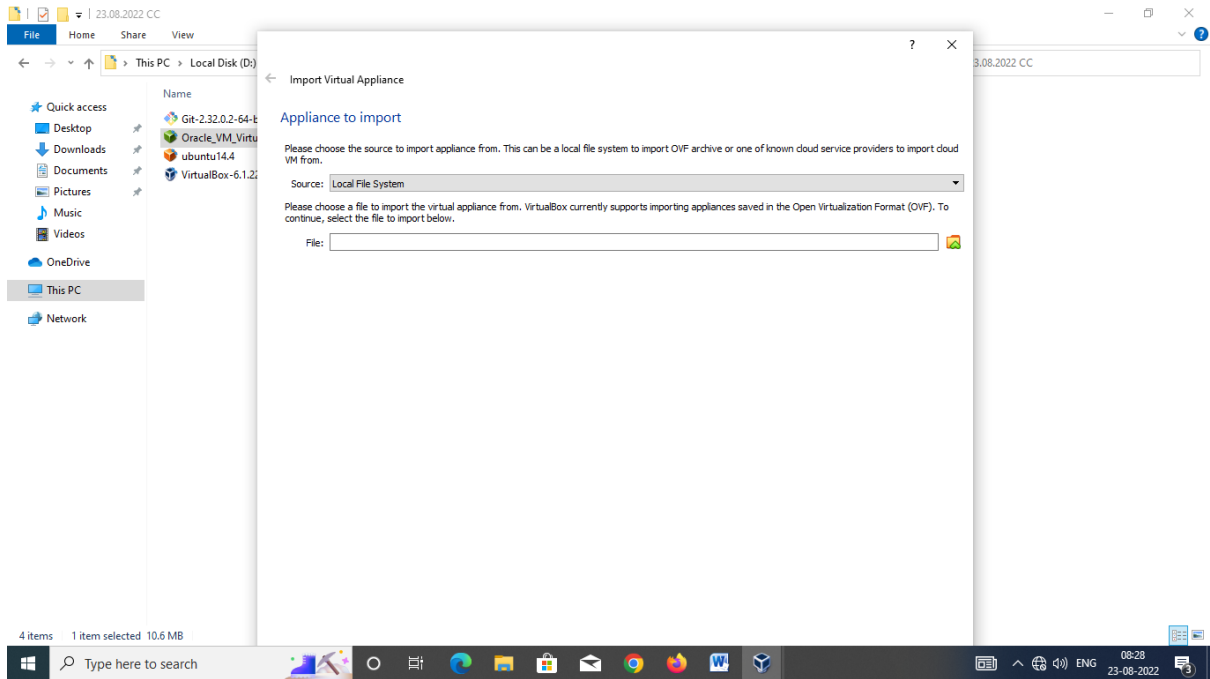 23.08.2022 CC
File Home Share View
This PC > Local Disk (D:)
3.08.2022 CC
?
Import Virtual Appliance
Quick access
Desktop
Downloads
Documents
Pictures
Music
Videos
OneDrive
This PC
Network
Name
Git-2.32.0.2-64-b
Oracle_VM_Virtu
ubuntu14.4
VirtualBox-6.1.22
Appliance to import
Please choose the source to import appliance from. This can be a local file system to import OVF archive or one of known cloud service providers to import cloud
VM from.
Source: Local File System
Please choose a file to import the virtual appliance from. VirtualBox currently supports importing appliances saved in the Open Virtualization Format (OVF). To
continue, select the file to import below.
File:
4 items 1 item selected 10.6 MB
Type here to search
ENG
08:28
23-08-2022
3